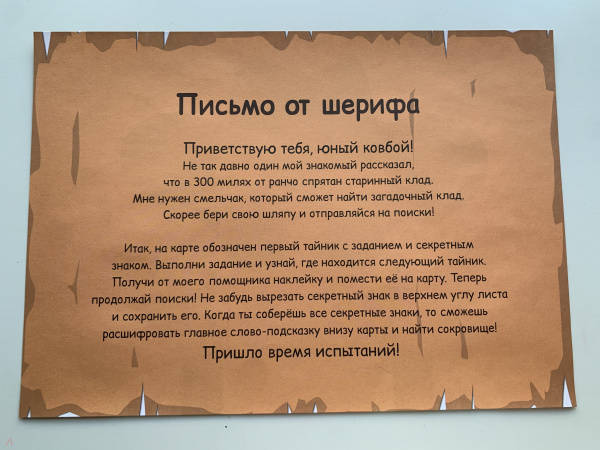 Письмо от шерифа
Приветствую тебя, юный ковбой!
Не так давно один мой знакомый рассказал,
что в 300 милях от ранчо спрятан старинный клад.
Мне нужен смельчак, который сможет найти загадочный клад.
Скорее бери свою шляпу и отправляйся на поиски!
Итак, на карте обозначен первый тайник с заданием и секретным
знаком. Выполни задание и узнай, где находится следующий тайник.
Получи от моего помощника наклейку и помести её на карту. Теперь
продолжай поиски! Не забудь вырезать секретный знак в верхнем углу листа
и сохранить его. Когда ты соберёшь все секретные знаки, то сможешь
расшифровать главное слово-подсказку внизу карты и найти сокровище!
Пришло время испытаний!